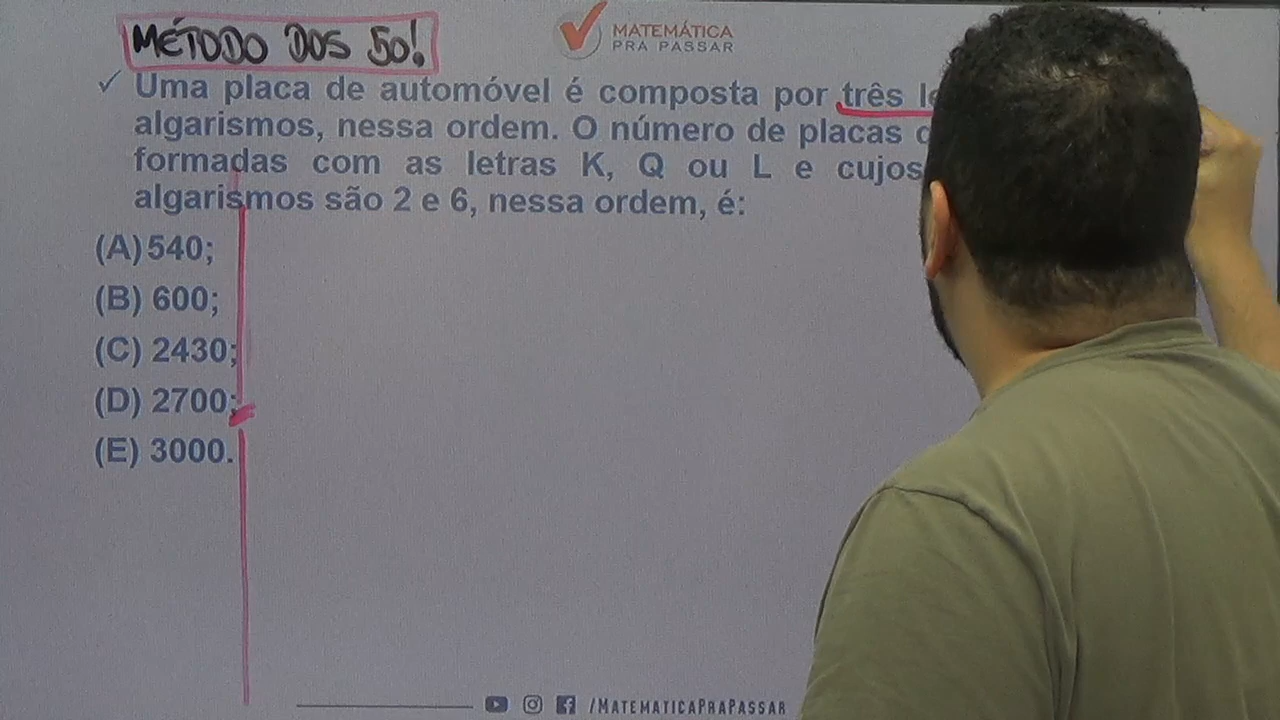 MÉTODO DOS 50!
MATEMÁTICA
PRA PASSAR
✓ Uma placa de automóvel é composta por três
algarismos, nessa ordem. O número de placas
formadas com as letras K, Q ou L e cujos
algarismos são 2 e 6, nessa ordem, é:
(A) 540;
(B) 600;
(C) 2430;
(D) 2700;
(E) 3000.
/MATEMATICAPRAPASSAR